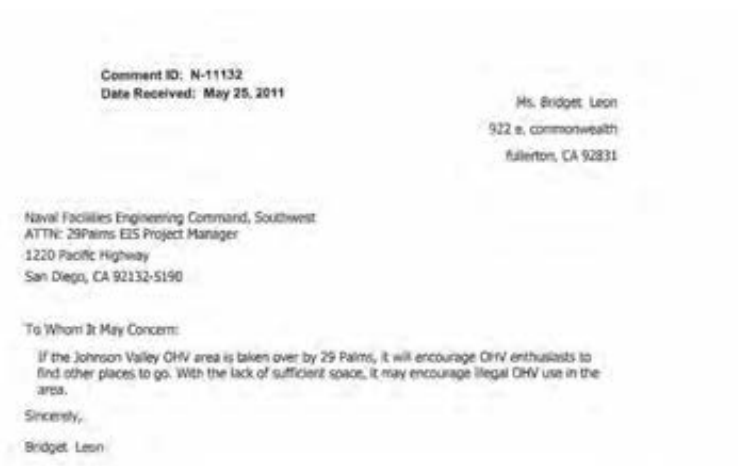 Comment ID: N-11132
Date Received: May 25, 2011
Ms. Bridget Leon
922 e. commonwealth
fullerton, CA 92831
Naval Facilities Engineering Command, Southwest
ATTN: 29Palms EIS Project Manager
1220 Pacific Highway
San Diego, CA 92132-5190
To Whom It May Concern:
If the Johnson Valley OHV area is taken over by 29 Palms, it will encourage OHV enthusiasts to
find other places to go. With the lack of sufficient space, it may encourage illegal OHV use in the
area.
Sincerely,
Bridget Leon